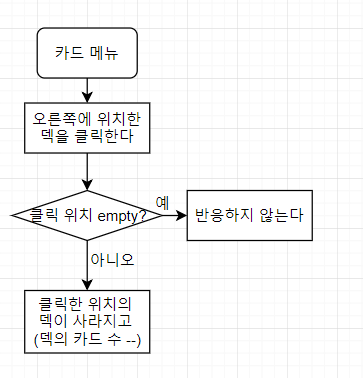 카드 메뉴
오른쪽에 위치한
덱을 클릭한다
클릭 위치 empty?
예
반응하지 않는다
아니오
클릭한 위치의
덱이 사라지고
(덱의 카드 수 --)